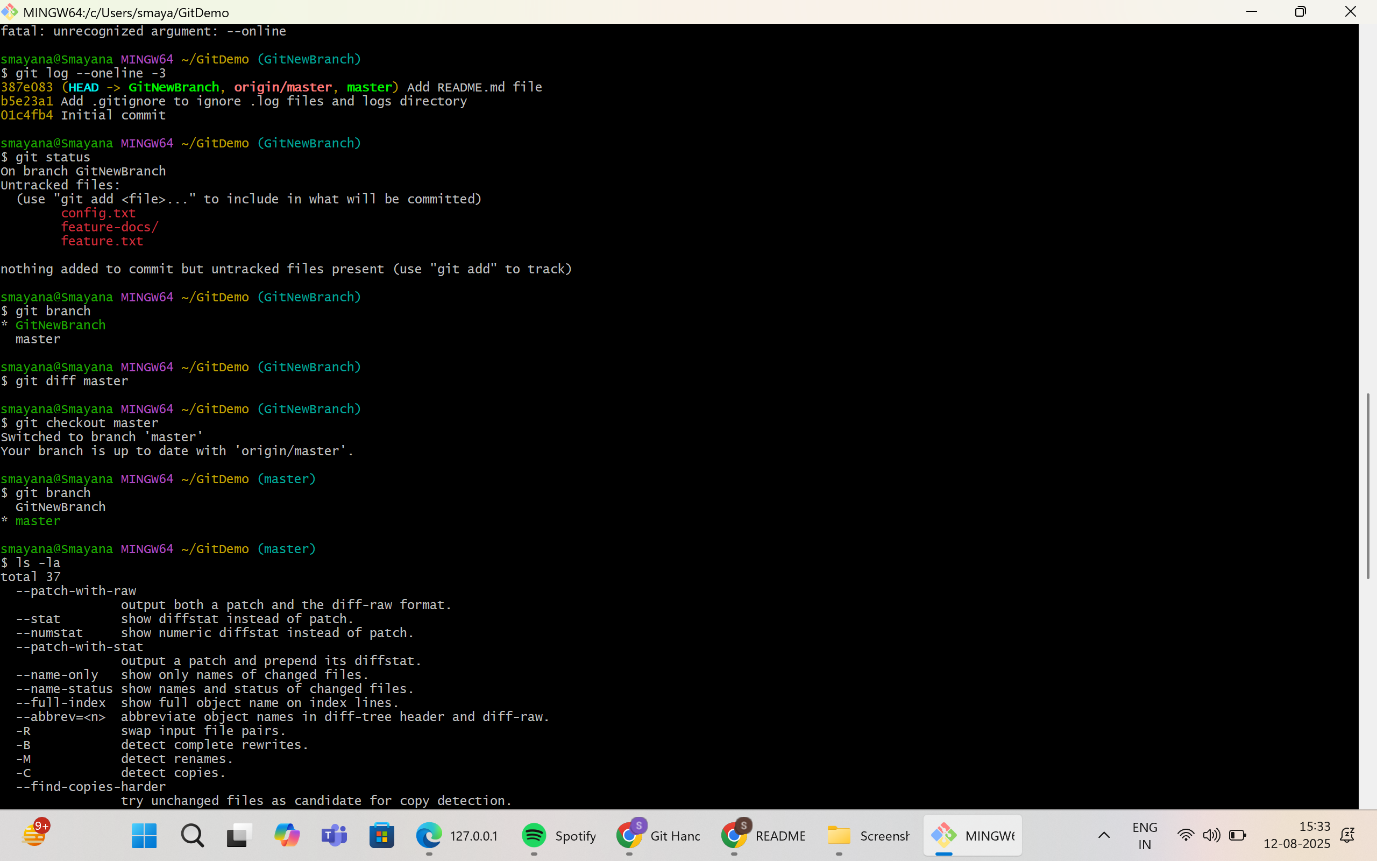 MINGW64:/c/Users/smaya/GitDemo
fatal: unrecognized argument: --online
smayana@Smayana MINGW64 ~/GitDemo (GitNewBranch)
$ git log --oneline -3
387e083 (HEAD -> GitNewBranch, origin/master, master) Add README.md file
b5e23a1 Add .gitignore to ignore .log files and logs directory
01c4fb4 Initial commit
smayana@Smayana MINGW64 ~/GitDemo (GitNewBranch)
$ git status
On branch GitNewBranch
Untracked files:
  (use "git add <file>..." to include in what will be committed)
        config.txt
        feature-docs/
        feature.txt
nothing added to commit but untracked files present (use "git add" to track)
smayana@Smayana MINGW64 ~/GitDemo (GitNewBranch)
$ git branch
* GitNewBranch
  master
smayana@Smayana MINGW64 ~/GitDemo (GitNewBranch)
$ git diff master
smayana@Smayana MINGW64 ~/GitDemo (GitNewBranch)
$ git checkout master
Switched to branch 'master'
Your branch is up to date with 'origin/master'.
smayana@Smayana MINGW64 ~/GitDemo (master)
$ git branch
  GitNewBranch
* master
smayana@Smayana MINGW64 ~/GitDemo (master)
$ ls -la
total 37
  --patch-with-raw
                output both a patch and the diff-raw format.
  --stat        show diffstat instead of patch.
  --numstat     show numeric diffstat instead of patch.
  --patch-with-stat
                output a patch and prepend its diffstat.
  --name-only   show only names of changed files.
  --name-status show names and status of changed files.
  --full-index  show full object name on index lines.
  --abbrev=<n>  abbreviate object names in diff-tree header and diff-raw.
  -R            swap input file pairs.
  -B            detect complete rewrites.
  -M            detect renames.
  -C            detect copies.
  --find-copies-harder
                try unchanged files as candidate for copy detection.
9+
127.0.0.1
Spotify
S
Git Hanc
S
README
Screensh
MINGW6
ENG
IN
15:33
12-08-2025